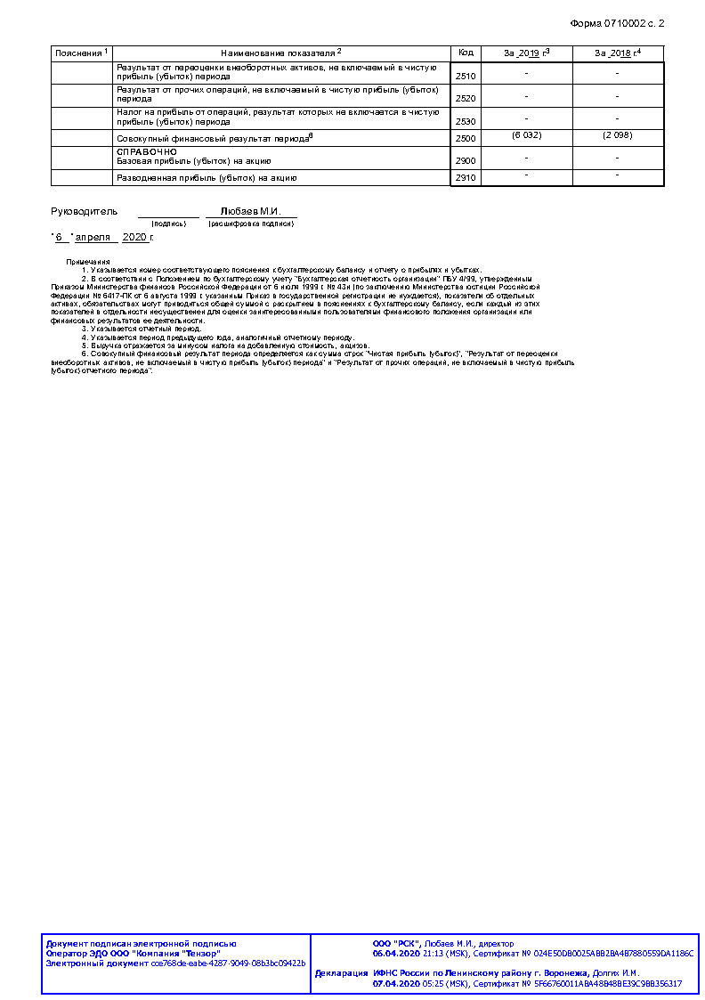 Форма 0710002 с. 2
Пояснения 1 Наименование показателя 2 Код За 2019 г.3 За 2018 г.4
Результат от переоценки внеоборотных активов, не включаемый в чистую
прибыль (убыток) периода 2510 - -
Результат от прочих операций, не включаемый в чистую прибыль (убыток)
периода 2520 - -
Налог на прибыль от операций, результат которых не включается в чистую
прибыль (убыток) периода 2530 - -
Совокупный финансовый результат периода6 2500 (6 032) (2 098)
СПРАВОЧНО
Базовая прибыль (убыток) на акцию 2900 - -
Разводненная прибыль (убыток) на акцию 2910 - -
Руководитель Любаев М.И.
(подпись) (расшифровка подписи)
" 6 " апреля 2020 г.
Примечания
1. Указывается номер соответствующего пояснения к бухгалтерскому балансу и отчету о прибылях и убытках.
2. В соответствии с Положением по бухгалтерскому учету "Бухгалтерская отчетность организации" ПБУ 4/99, утвержденным
Приказом Министерства финансов Российской Федерации от 6 июля 1999 г. № 43н (по заключению Министерства юстиции Российской
Федерации № 6417-ПК от 6 августа 1999 г. указанным Приказ в государственной регистрации не нуждается), показатели об отдельных
активах, обязательствах могут приводиться общей суммой с раскрытием в пояснениях к бухгалтерскому балансу, если каждый из этих
показателей в отдельности несущественен для оценки заинтересованными пользователями финансового положения организации или
финансовых результатов ее деятельности.
3. Указывается отчетный период.
4. Указывается период предыдущего года, аналогичный отчетному периоду.
5. Выручка отражается за минусом налога на добавленную стоимость, акцизов.
6. Совокупный финансовый результат периода определяется как сумма строк "Чистая прибыль (убыток)", "Результат от переоценки
внеоборотных активов, не включаемый в чистую прибыль (убыток) периода" и "Результат от прочих операций, не включаемый в чистую прибыль
(убыток) отчетного периода".
Документ подписан электронной подписью
Оператор ЭДО ООО "Компания "Тензор"
Электронный документ cce768de-eabe-4287-9049-08b3bc09422b
ООО "РСК", Любаев М.И., директор
06.04.2020 21:13 (MSK), Сертификат № 024E50DB0025ABB2BA4B7880559DA1186C
Декларация ИФНС России по Ленинскому району г. Воронежа, Долгих И.М.
07.04.2020 05:25 (MSK), Сертификат № 5F66760011ABA48B48BE39C9BB356317